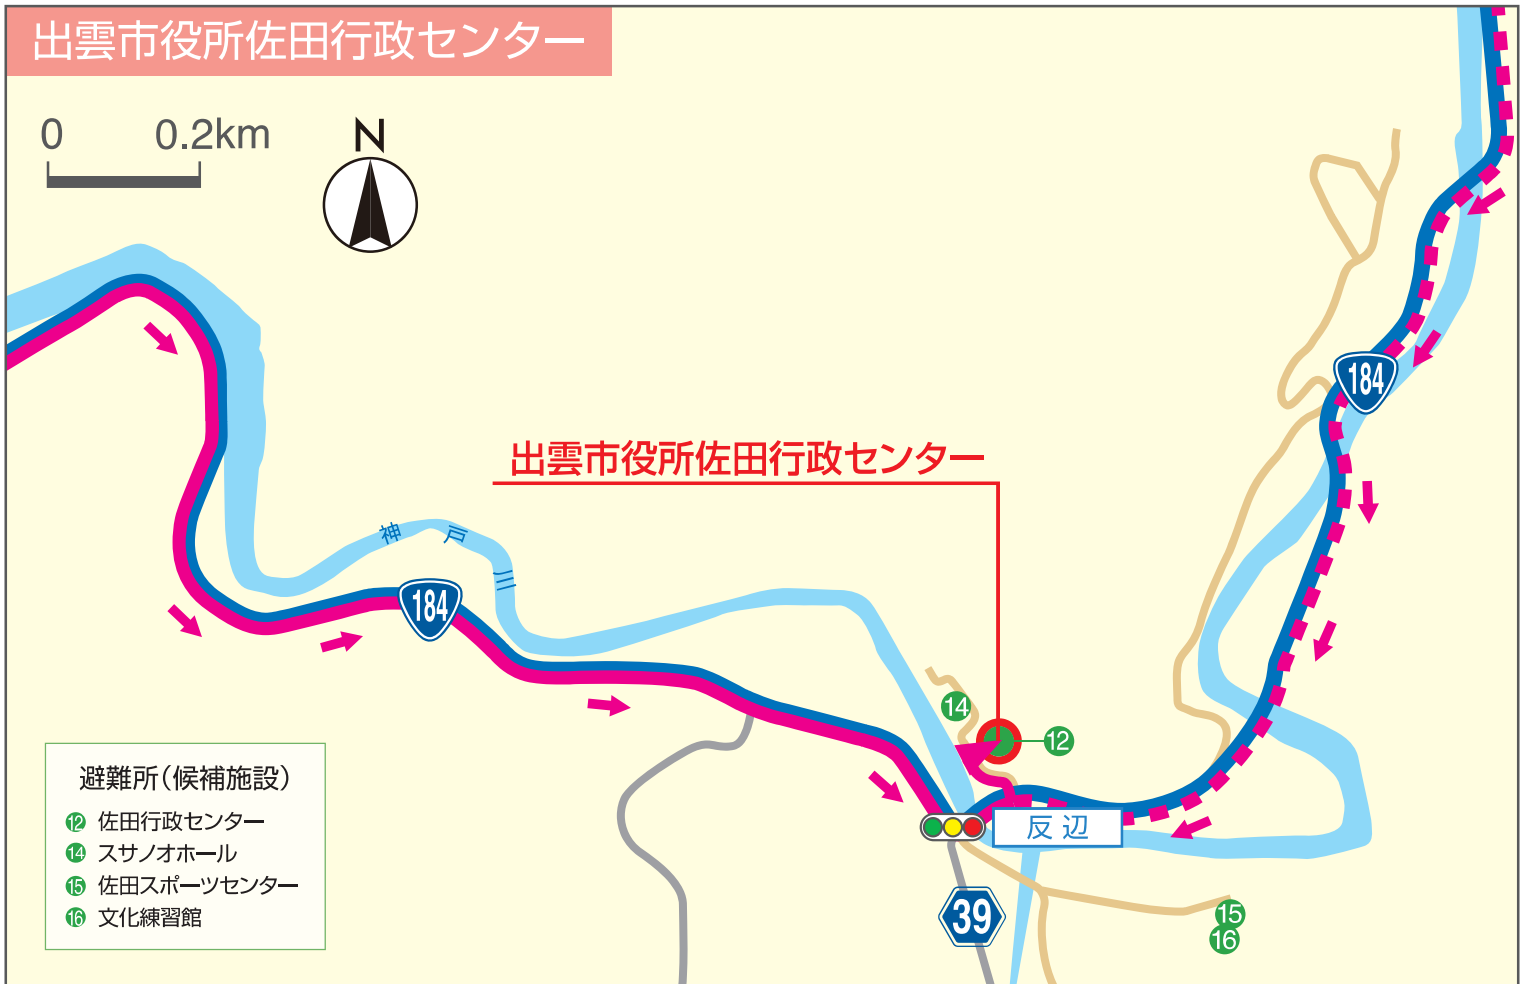 出雲市役所佐田行政センター
0 0.2km
N
184
出雲市役所佐田行政センター
神戸川
184
14
12
反辺
39
15
16
避難所（候補施設）
12 佐田行政センター
14 スサノオホール
15 佐田スポーツセンター
16 文化練習館